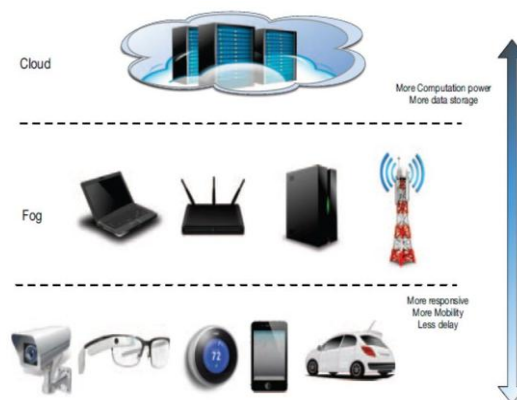 Cloud
More Computation power
More data storage
Fog
More responsive
More Mobility
Less delay
72